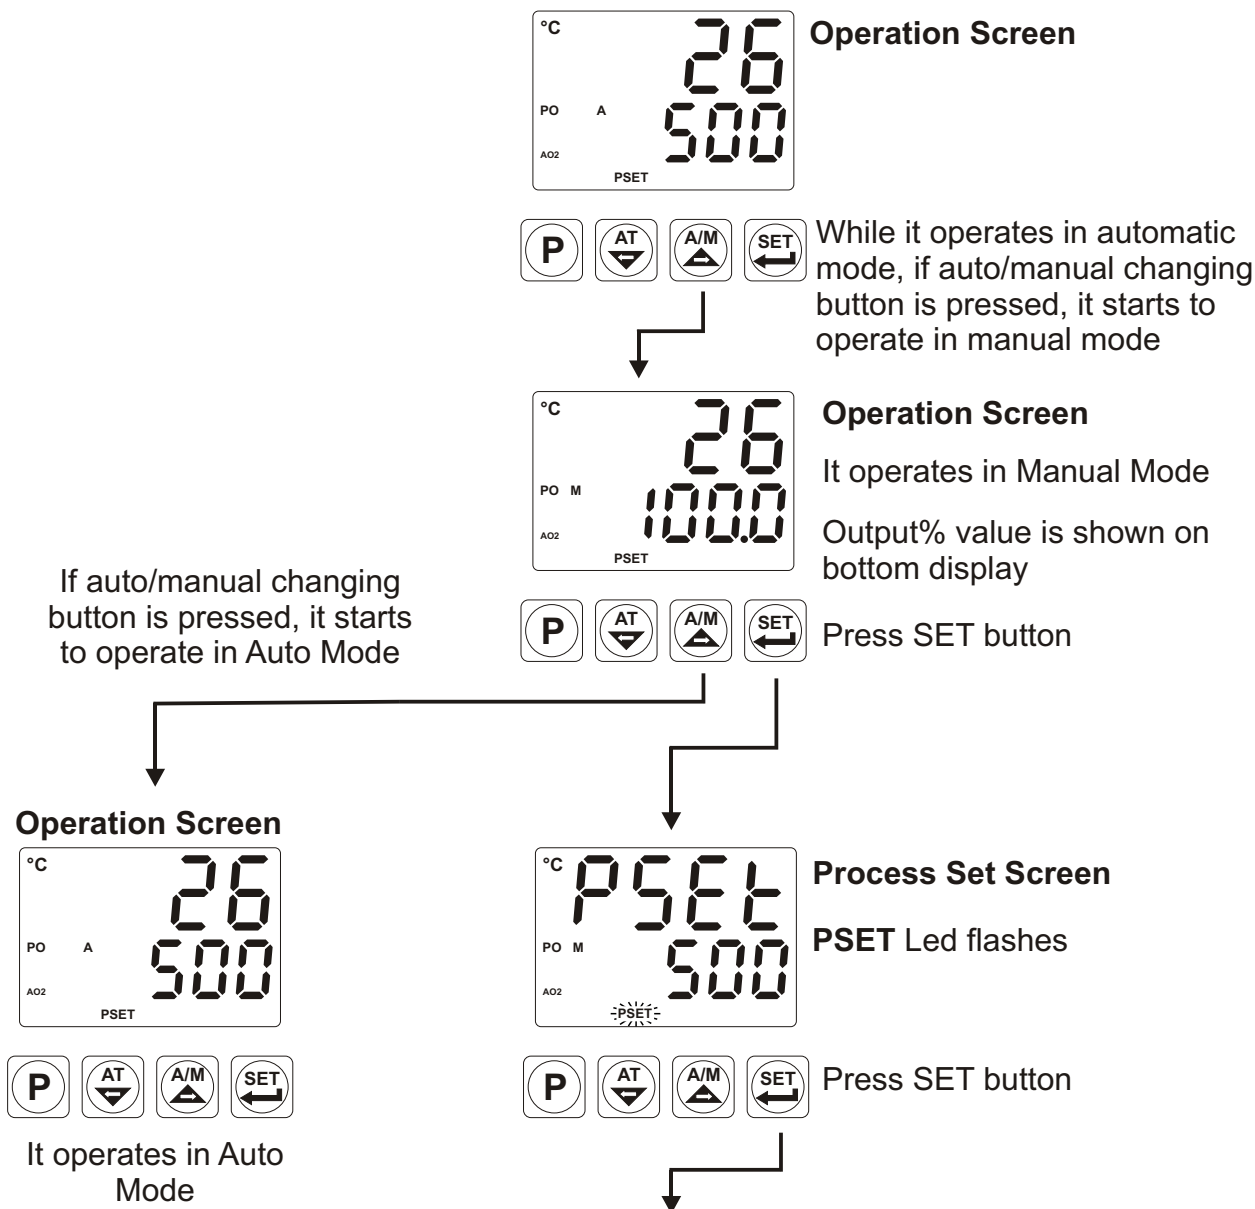 °C
26
Operation Screen
PO A
500
AO2
PSET
P
AT
A/M
SET
While it operates in automatic
mode, if auto/manual changing
button is pressed, it starts to
operate in manual mode
°C
26
Operation Screen
It operates in Manual Mode
PO M
100.0
AO2
PSET
Output% value is shown on
bottom display
If auto/manual changing
button is pressed, it starts
to operate in Auto Mode
P
AT
A/M
SET
Press SET button
Operation Screen
°C
26
PO A
500
AO2
PSET
P
AT
A/M
SET
It operates in Auto
Mode
°C
PSEt
Process Set Screen
PO M
500
AO2
PSET
PSET Led flashes
P
AT
A/M
SET
Press SET button